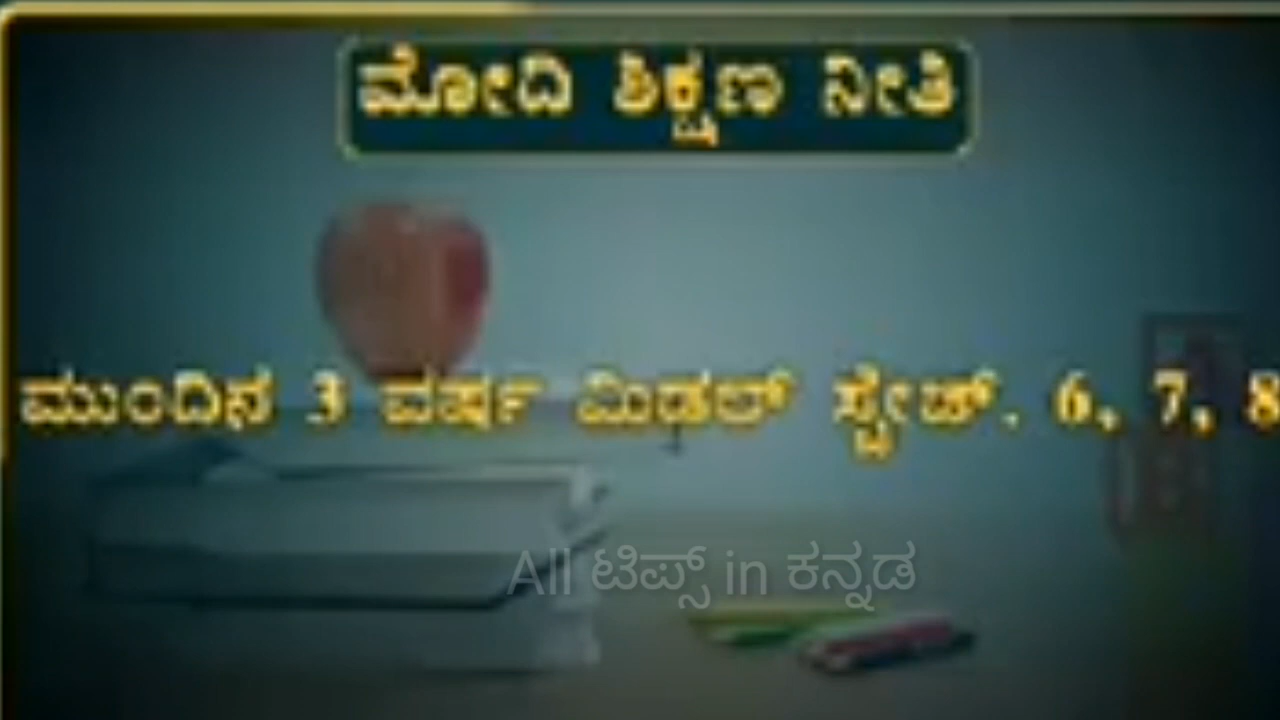 ಮೋದಿ ಶಿಕ್ಷಣ ನೀತಿ
ಮುಂದಿನ 3 ವರ್ಷ ಮಿಡಲ್ ಸ್ಟೇಜ್. 6, 7, 8
All ಟಿಪ್ಸ್ in ಕನ್ನಡ